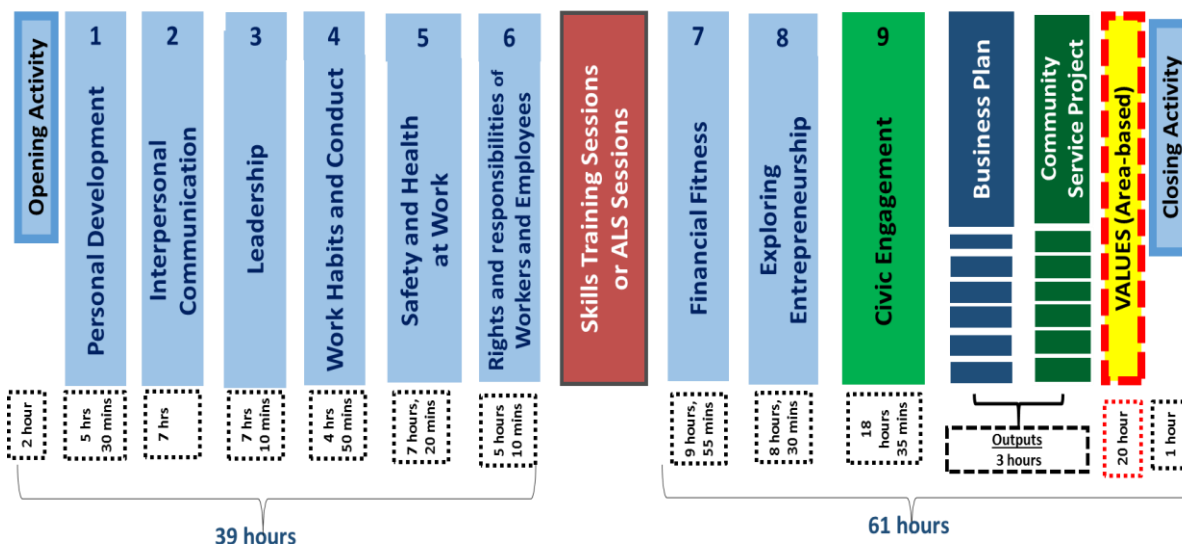 Opening Activity
1
Personal Development
2
Interpersonal
Communication
3
Leadership
4
Work Habits and Conduct
5
Safety and Health
at Work
6
Rights and responsibilities of
Workers and Employees
Skills Training Sessions
or ALS Sessions
7
Financial Fitness
8
Exploring
Entrepreneurship
9
Civic Engagement
Business Plan
Community
Service Project
VALUES (Area-based)
Closing Activity
2 hour
5 hrs
30 mins
7 hrs
7 hrs
10 mins
4 hrs
50 mins
7 hours,
20 mins
5 hours
10 mins
9 hours,
55 mins
8 hours,
30 mins
18
hours
35 mins
Outputs
3 hours
20 hour
1 hour
39 hours
61 hours